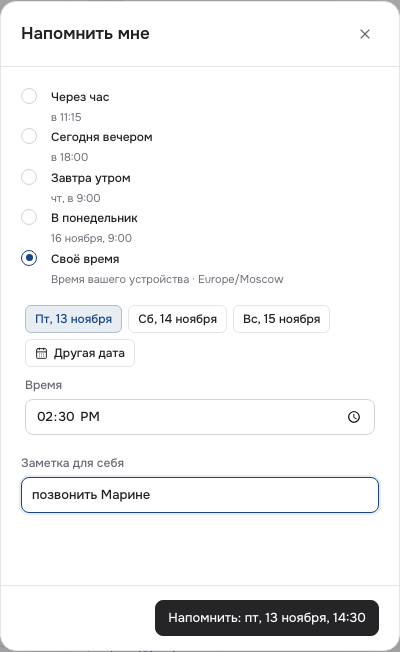 Напомнить мне
Через час
в 11:15
Сегодня вечером
в 18:00
Завтра утром
чт, в 9:00
В понедельник
16 ноября, 9:00
Своё время
Время вашего устройства · Europe/Moscow
Пт, 13 ноября
Сб, 14 ноября
Вс, 15 ноября
Другая дата
Время
02:30 PM
Заметка для себя
позвонить Марине
Напомнить: пт, 13 ноября, 14:30